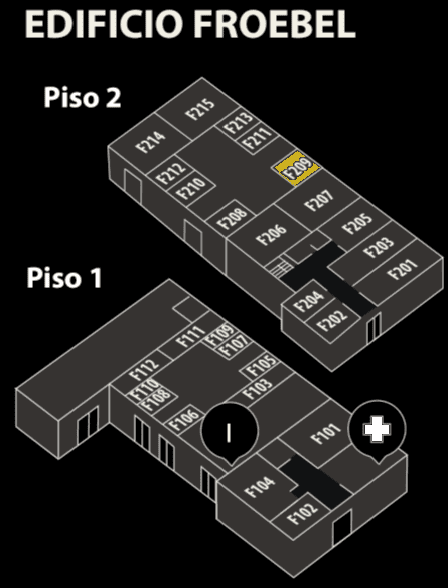 EDIFICIO FROEBEL
Piso 2
F215
F214
F213
F211
F212
F210
F209
F208
F207
F206
F205
F203
F201
F204
F202
Piso 1
F111
F109
F107
F112
F110
F108
F105
F103
F106
I
F101
F104
F102